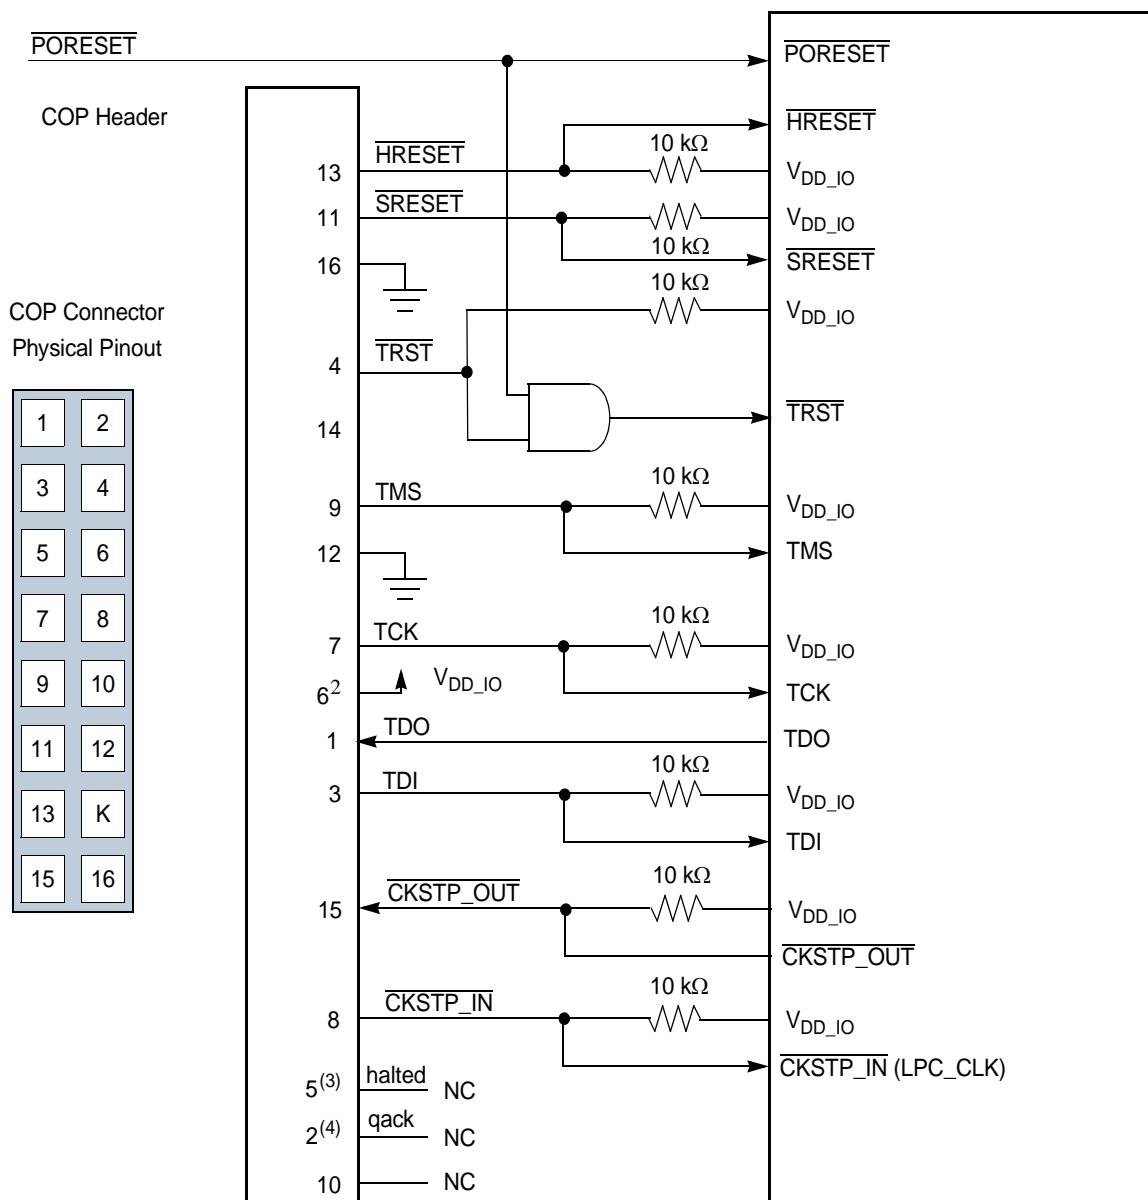 PORESET
PORESET
COP Header
HRESET
10 kΩ
HRESET
13
VDD_IO
11
SRESET
VDD_IO
10 kΩ
SRESET
16
10 kΩ
COP Connector
Physical Pinout
VDD_IO
4
TRST
14
TRST
1 2
3 4
5 6
7 8
9 10
11 12
13 K
15 16
10 kΩ
9
TMS
VDD_IO
12
TMS
10 kΩ
7
TCK
VDD_IO
6²
VDD_IO
TCK
1
TDO
TDO
10 kΩ
3
TDI
VDD_IO
TDI
10 kΩ
15
CKSTP_OUT
VDD_IO
CKSTP_OUT
10 kΩ
8
CKSTP_IN
VDD_IO
CKSTP_IN (LPC_CLK)
5(3) halted NC
2(4) qack NC
10 NC